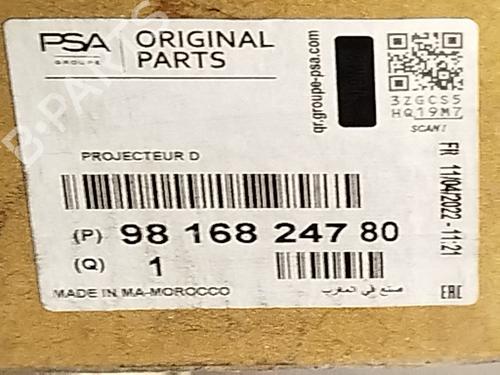 PSA
GROUPE
ORIGINAL
PARTS
qr.groupe-psa.com
3ZGCS5
HQ19M7
SCAN !
PROJECTEUR D
FR 11/04/2022 - 11:21
(P) 98 168 247 80
(Q) 1
MADE IN MA-MOROCCO
صنع في المغرب
EAC
B-PARTS